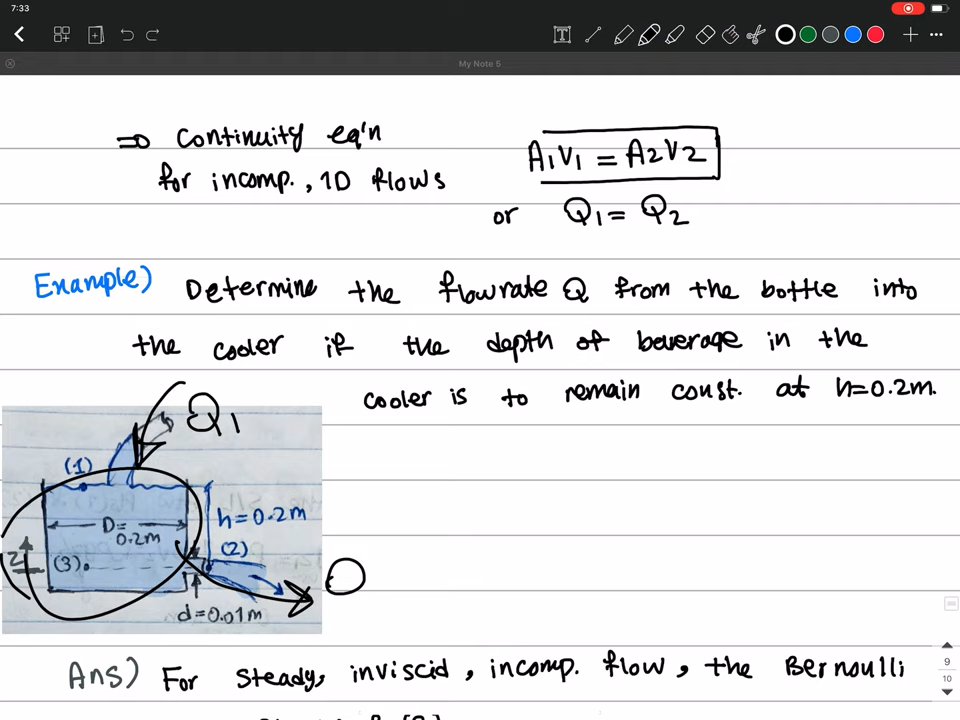 7:33
My Note 5
⇒ Continuity eq'n
for incomp., 1D flows
A1V1 = A2V2
or Q1 = Q2
Example) Determine the flowrate Q from the bottle into
the cooler if the depth of beverage in the
cooler is to remain const. at h=0.2m.
Q1
(1)
D=
0.2m
h=0.2m
(2)
(3)
z
d=0.01m
Ans) For steady, inviscid, incomp. flow, the Bernoulli
9
10